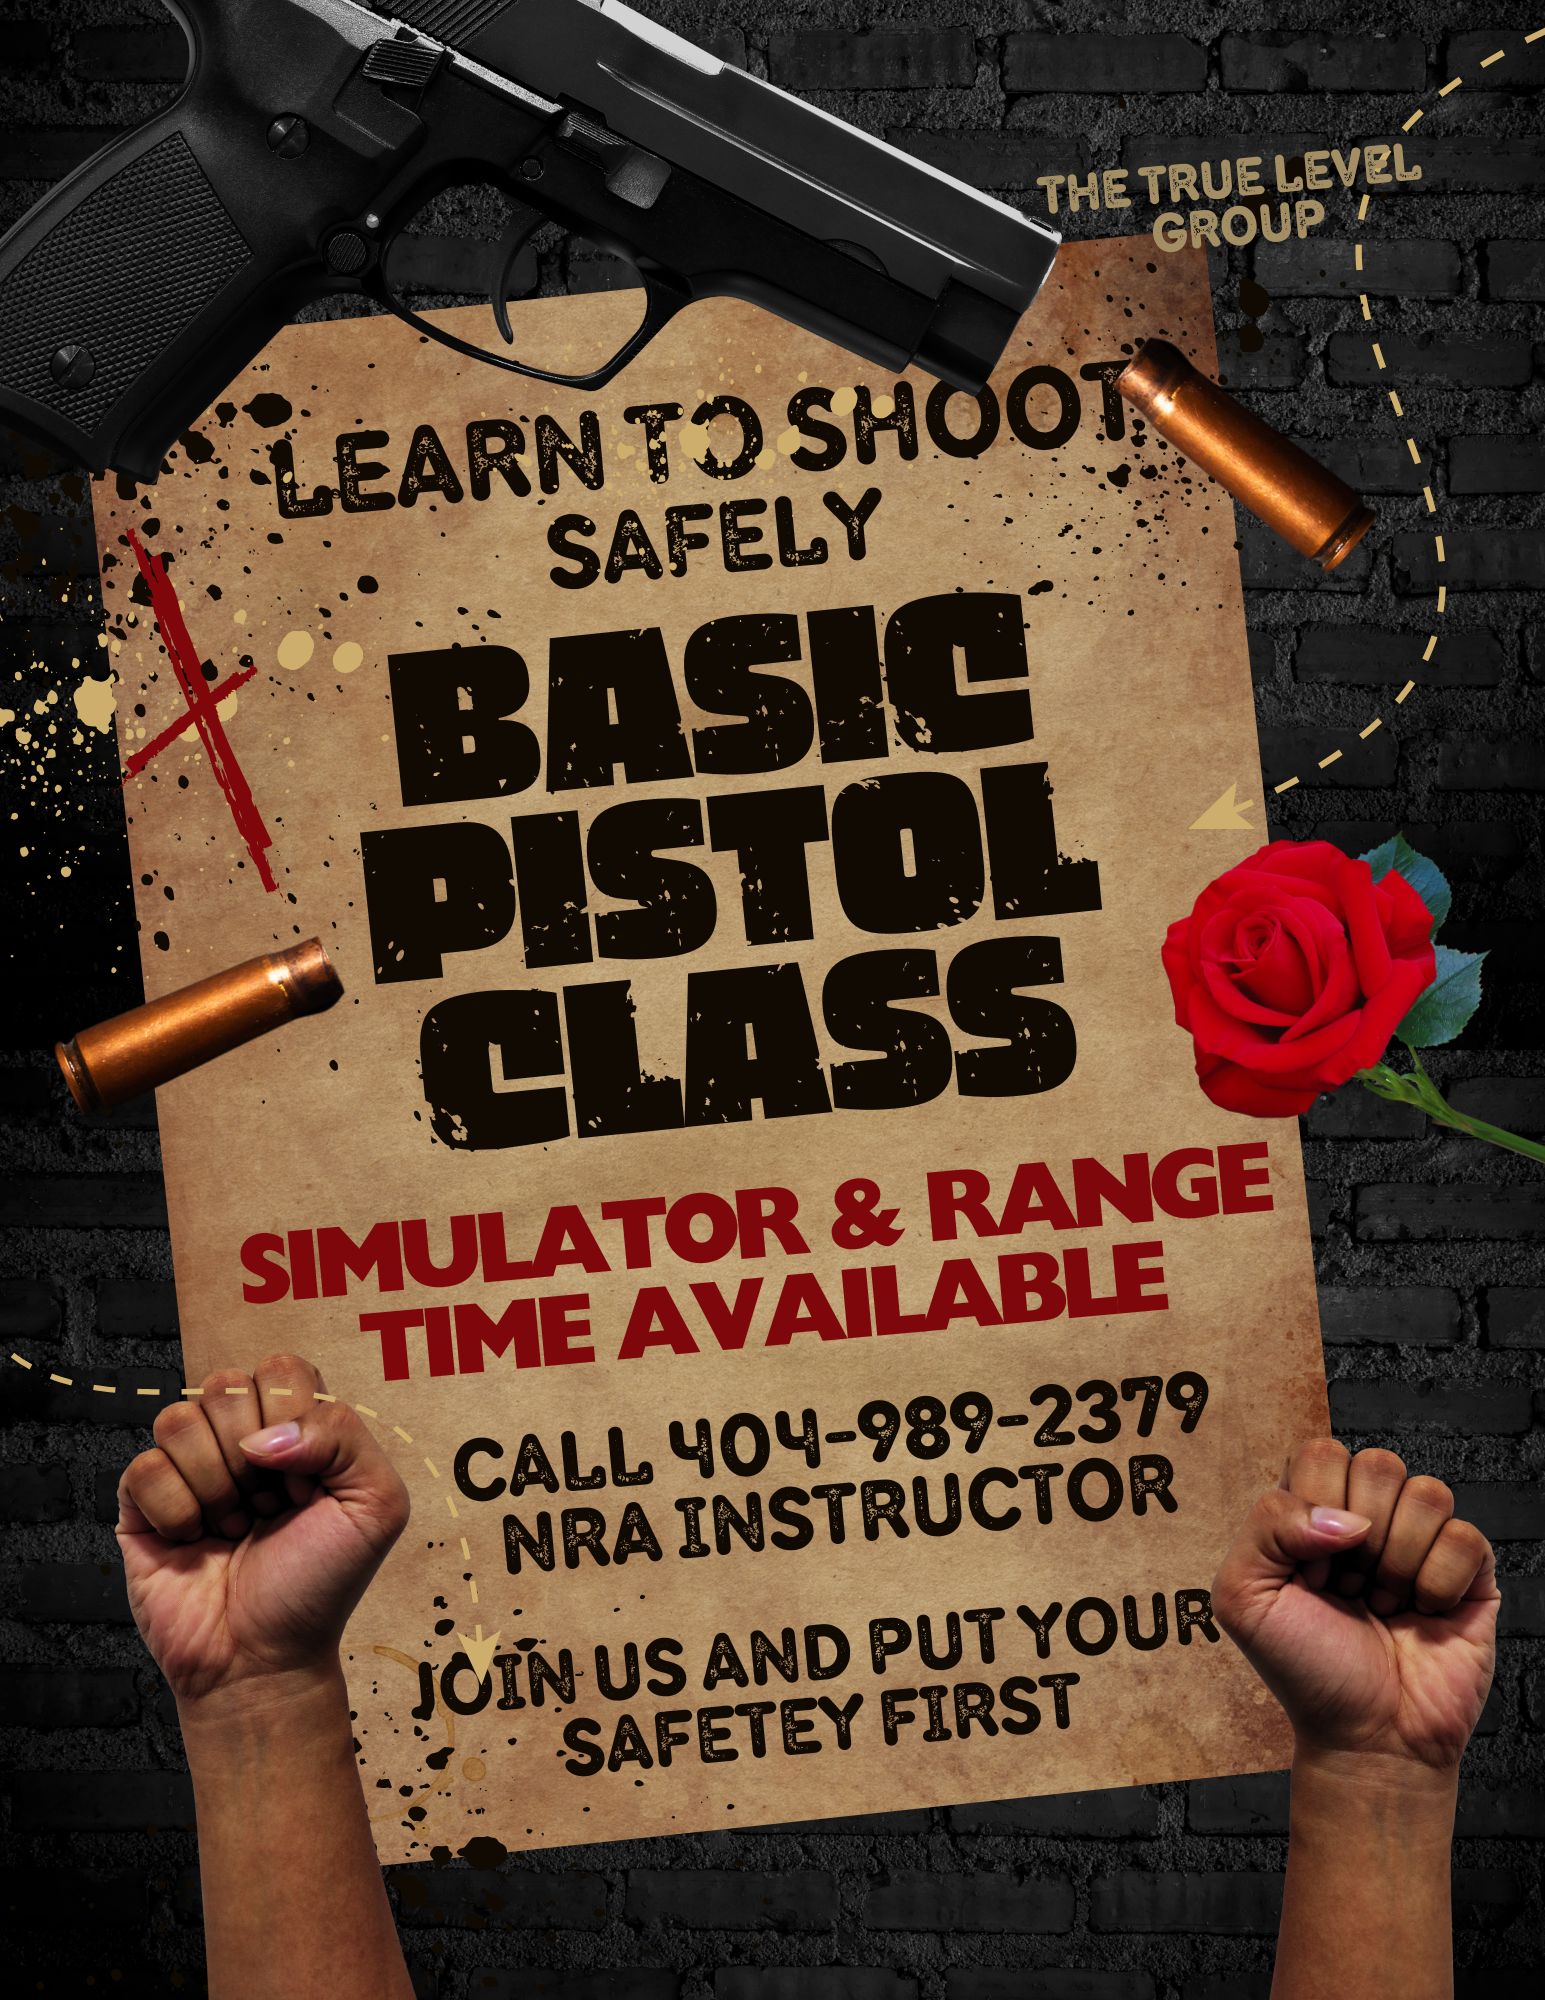 THE TRUE LEVEL
GROUP
LEARN TO SHOOT
SAFELY
BASIC
PISTOL
CLASS
SIMULATOR & RANGE
TIME AVAILABLE
CALL 404-989-2379
NRA INSTRUCTOR
JOIN US AND PUT YOUR
SAFETEY FIRST